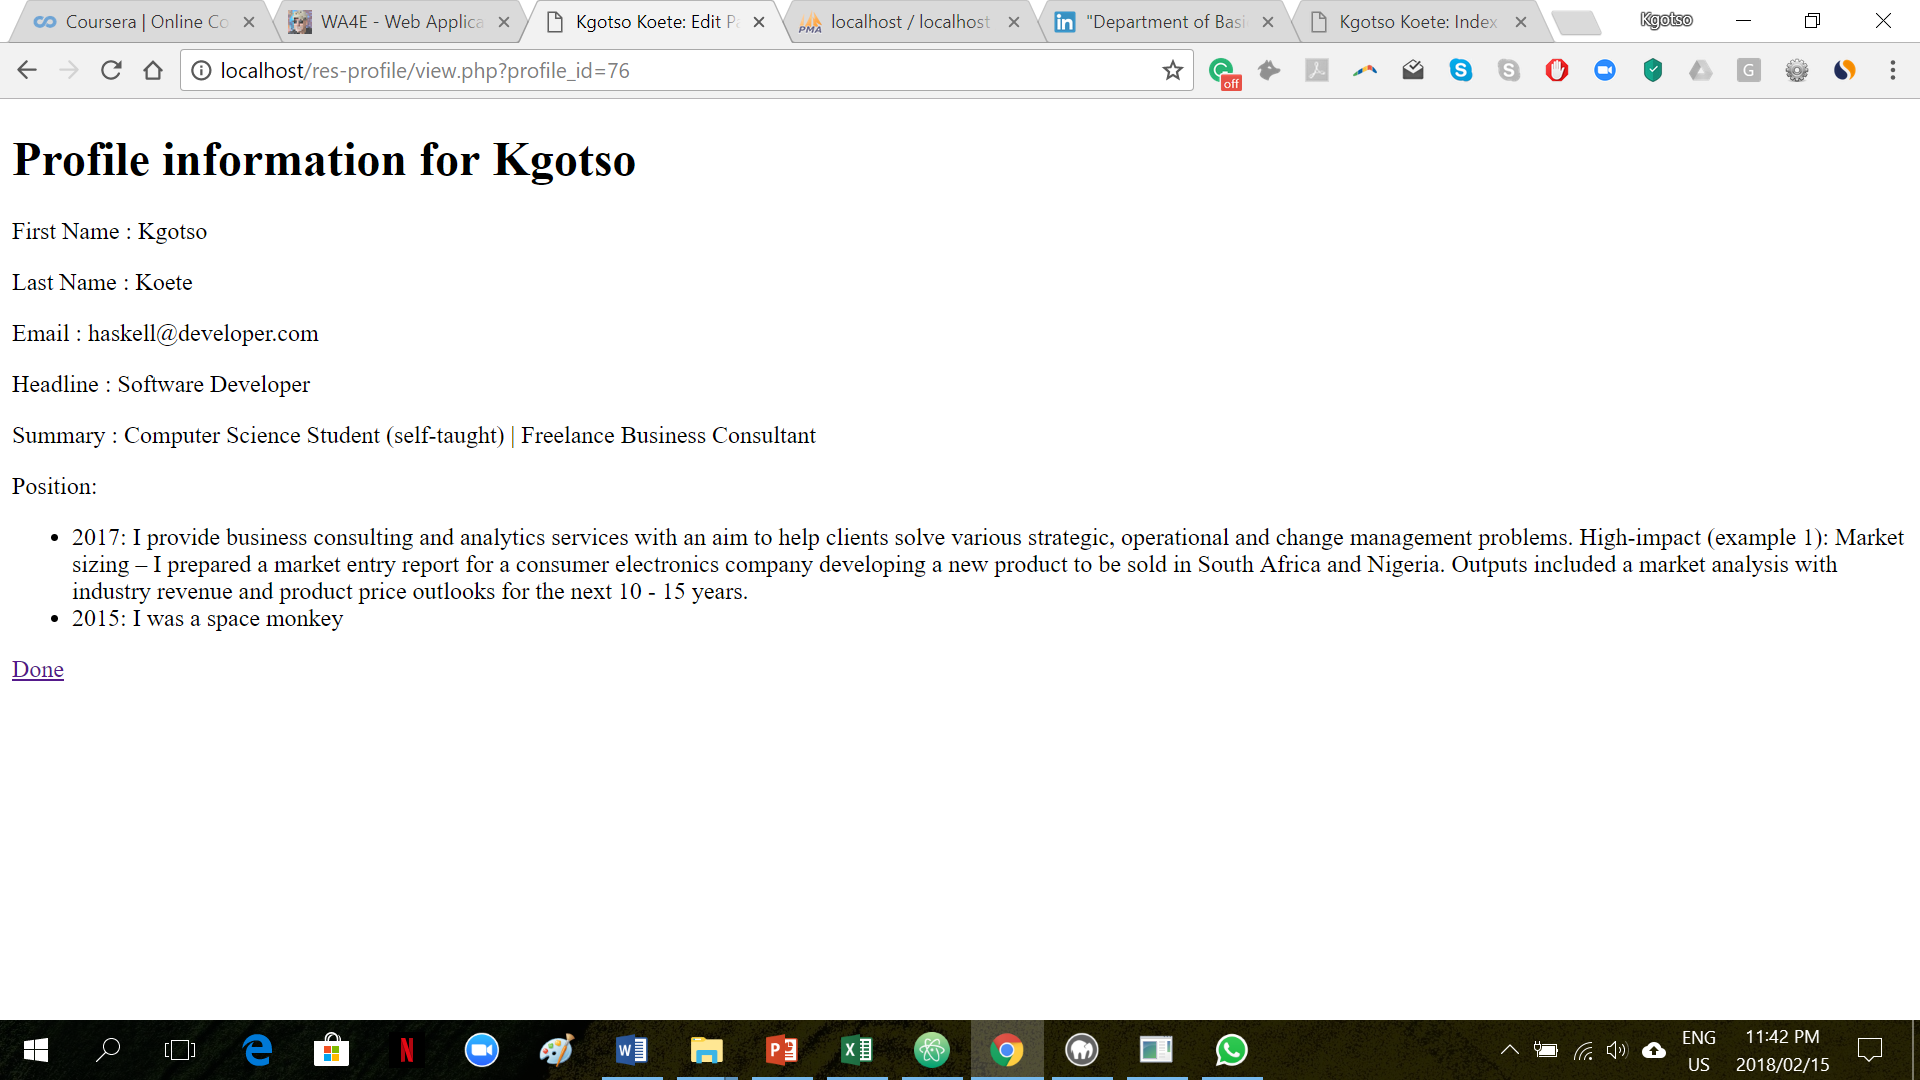 Coursera | Online Co
WA4E - Web Applica
Kgotso Koete: Edit Pa
localhost / localhost
"Department of Basi
Kgotso Koete: Index
Kgotso
localhost/res-profile/view.php?profile_id=76
off
G
Profile information for Kgotso
First Name : Kgotso
Last Name : Koete
Email : haskell@developer.com
Headline : Software Developer
Summary : Computer Science Student (self-taught) | Freelance Business Consultant
Position:
• 2017: I provide business consulting and analytics services with an aim to help clients solve various strategic, operational and change management problems. High-impact (example 1): Market
sizing – I prepared a market entry report for a consumer electronics company developing a new product to be sold in South Africa and Nigeria. Outputs included a market analysis with
industry revenue and product price outlooks for the next 10 - 15 years.
• 2015: I was a space monkey
Done
ENG
US
11:42 PM
2018/02/15